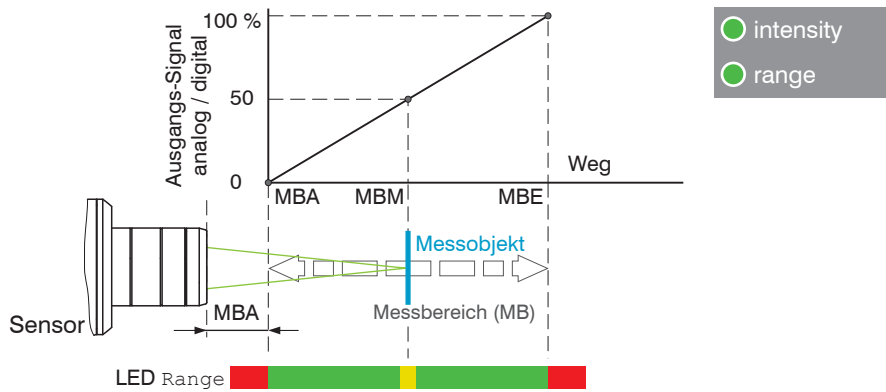 100 %
50
0
Ausgangs-Signal
analog / digital
Weg
MBA
MBM
MBE
intensity
range
Messobjekt
Messbereich (MB)
MBA
Sensor
LED Range